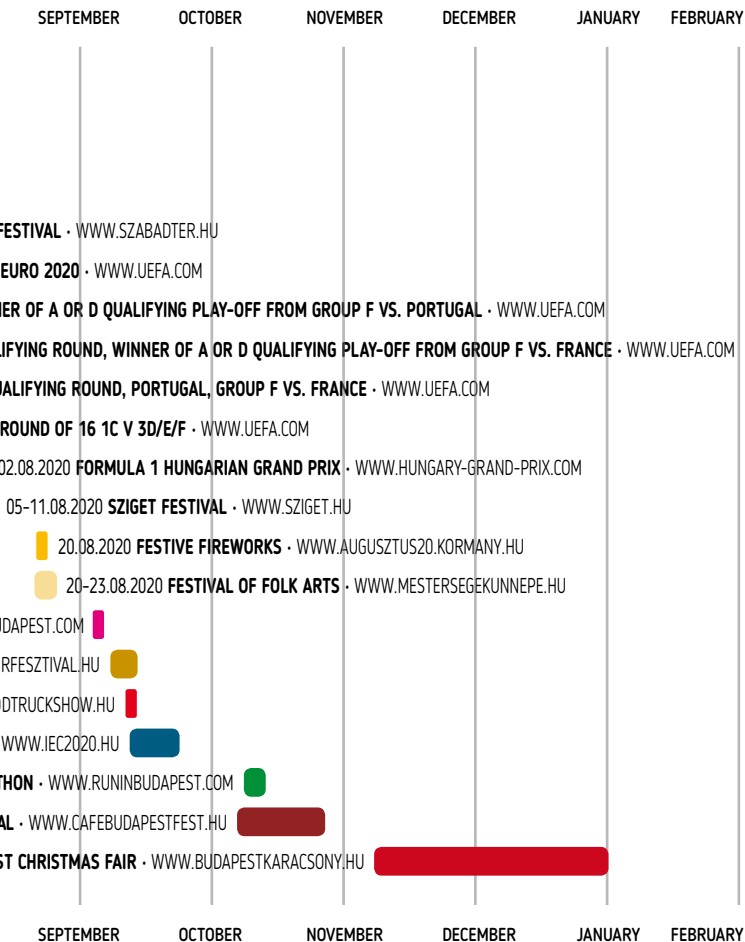 SEPTEMBER OCTOBER NOVEMBER DECEMBER JANUARY FEBRUARY
FESTIVAL · WWW.SZABADTER.HU
EURO 2020 · WWW.UEFA.COM
NER OF A OR D QUALIFYING PLAY-OFF FROM GROUP F VS. PORTUGAL · WWW.UEFA.COM
LIFYING ROUND, WINNER OF A OR D QUALIFYING PLAY-OFF FROM GROUP F VS. FRANCE · WWW.UEFA.COM
UALIFYING ROUND, PORTUGAL, GROUP F VS. FRANCE · WWW.UEFA.COM
ROUND OF 16 1C V 3D/E/F · WWW.UEFA.COM
02.08.2020 FORMULA 1 HUNGARIAN GRAND PRIX · WWW.HUNGARY-GRAND-PRIX.COM
05-11.08.2020 SZIGET FESTIVAL · WWW.SZIGET.HU
20.08.2020 FESTIVE FIREWORKS · WWW.AUGUSZTUS20.KORMANY.HU
20-23.08.2020 FESTIVAL OF FOLK ARTS · WWW.MESTERSEGEKUNNEPE.HU
UDAPEST.COM
RFESZTIVAL.HU
ODTRUCKSHOW.HU
WWW.IEC2020.HU
THON · WWW.RUNINBUDAPEST.COM
AL · WWW.CAFEBUDAPESTFEST.HU
ST CHRISTMAS FAIR · WWW.BUDAPESTKARACSONY.HU
SEPTEMBER OCTOBER NOVEMBER DECEMBER JANUARY FEBRUARY